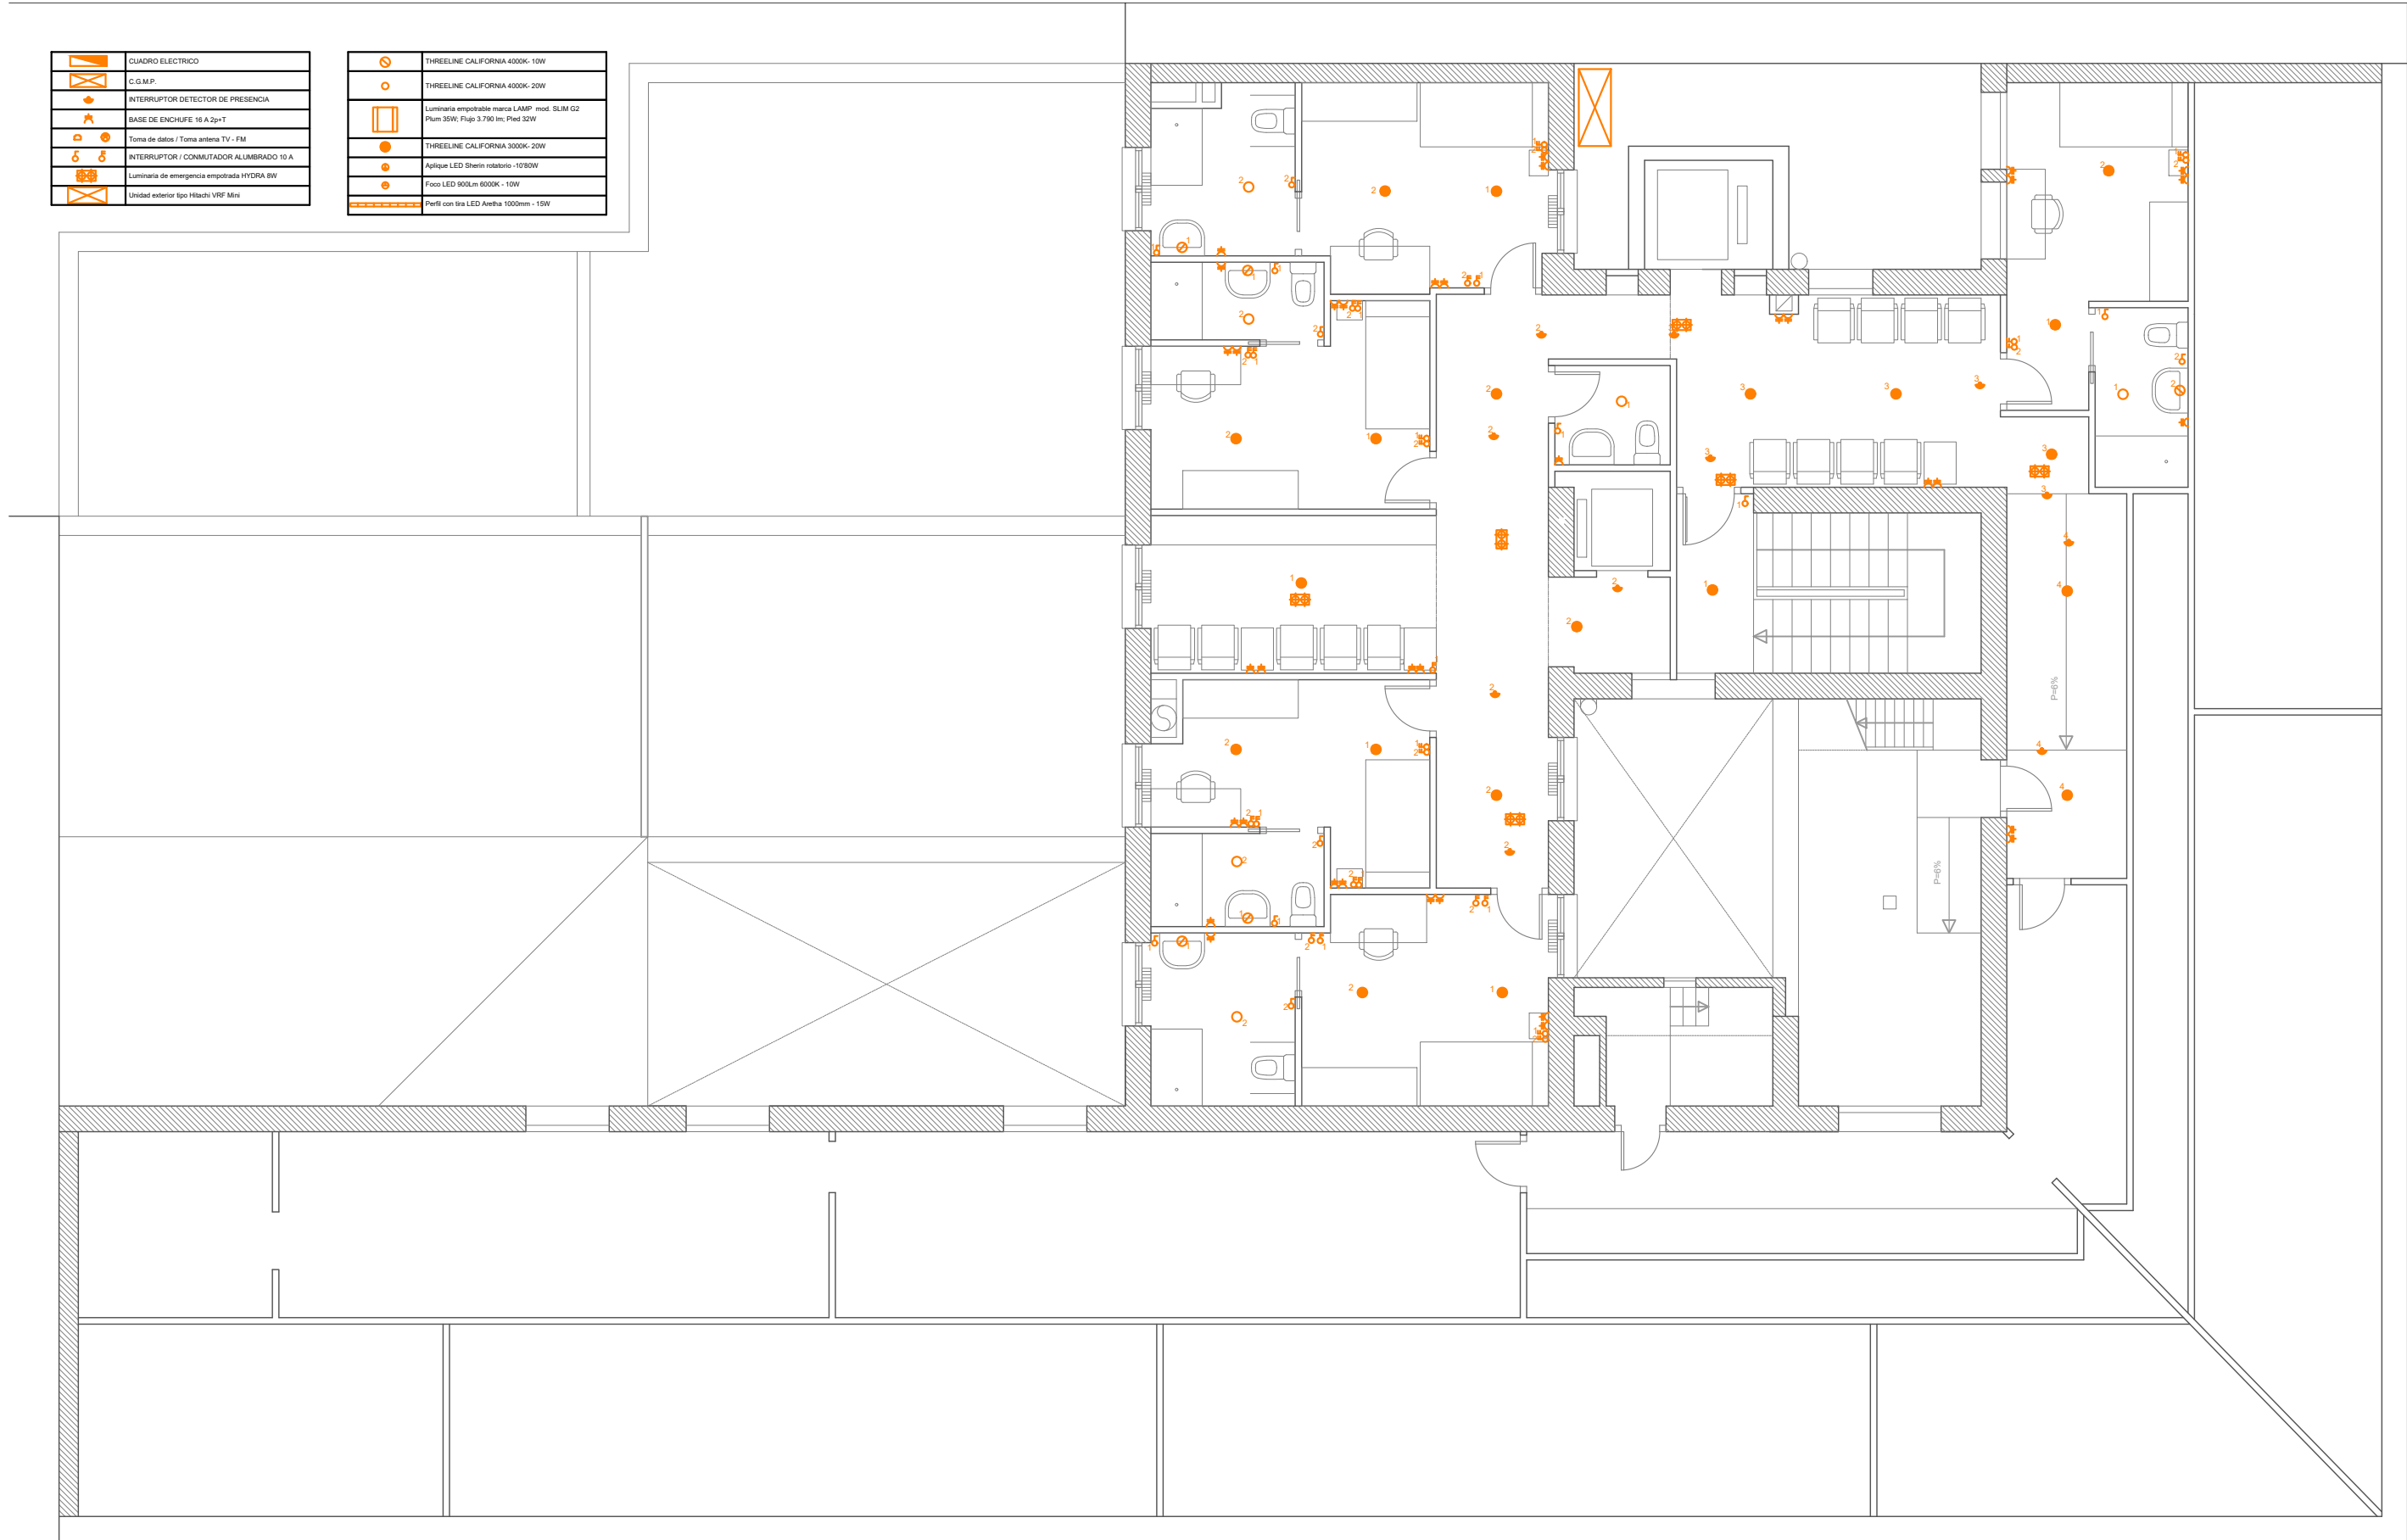 CUADRO ELECTRICO
C.G.M.P.
INTERRUPTOR DETECTOR DE PRESENCIA
BASE DE ENCHUFE 16 A 2p+T
Toma de datos / Toma antena TV - FM
INTERRUPTOR / CONMUTADOR ALUMBRADO 10 A
Luminaria de emergencia empotrada HYDRA 8W
Unidad exterior tipo Hitachi VRF Mini
THREELINE CALIFORNIA 4000K- 10W
THREELINE CALIFORNIA 4000K- 20W
Luminaria empotrable marca LAMP mod. SLIM G2
Plum 35W; Flujo 3.790 lm; Pled 32W
THREELINE CALIFORNIA 3000K- 20W
Aplique LED Sherin rotatorio -10'80W
Foco LED 900Lm 6000K - 10W
Perfil con tira LED Aretha 1000mm - 15W
P=6%
P=6%